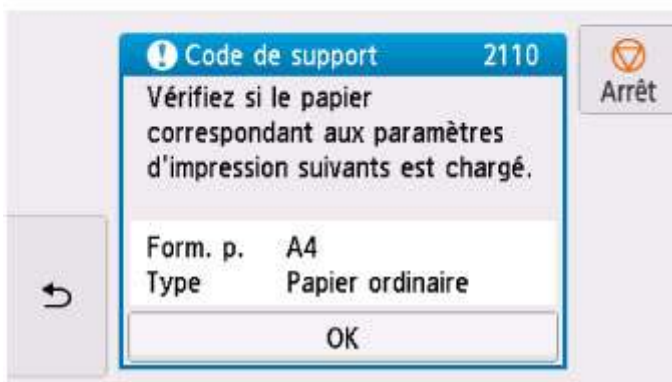 Code de support 2110
Arrêt
Vérifiez si le papier
correspondant aux paramètres
d'impression suivants est chargé.
Form. p. A4
Type Papier ordinaire
OK